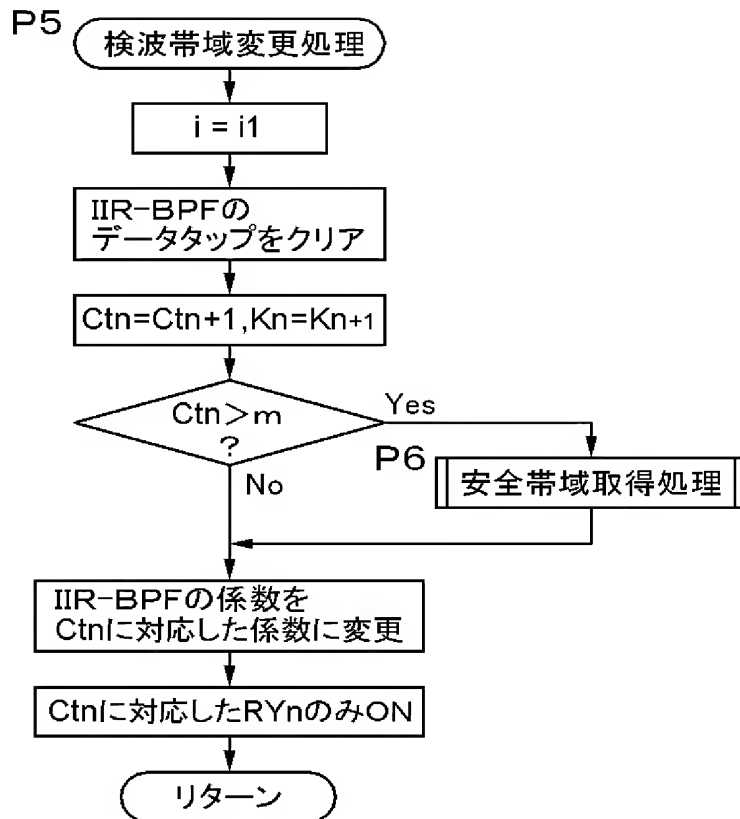 P5
検波帯域変更処理
i = i1
IIR-BPFの
データタップをクリア
Ctn=Ctn+1,Kn=Kn+1
Ctn>m
?
Yes
No
P6
安全帯域取得処理
IIR-BPFの係数を
Ctnに対応した係数に変更
Ctnに対応したRYnのみON
リターン